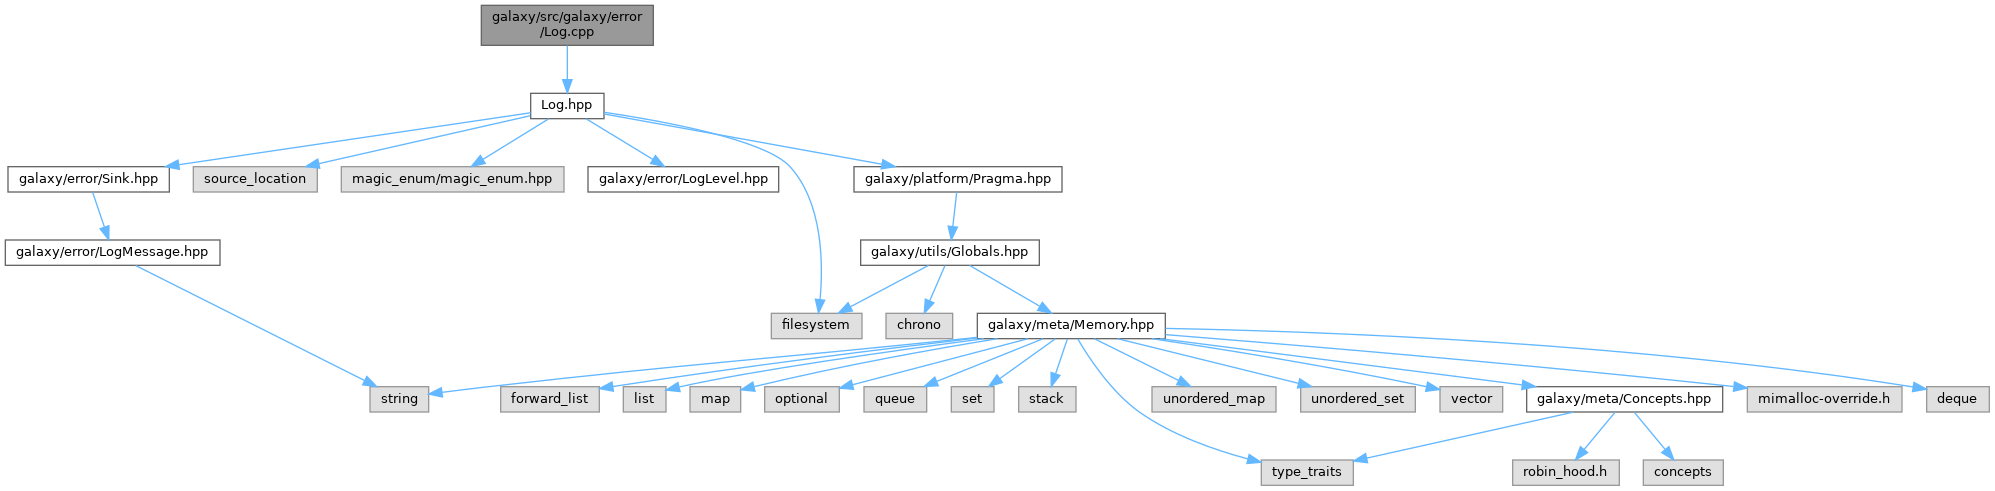 galaxy/src/galaxy/error
/Log.cpp
Log.hpp
galaxy/error/Sink.hpp
source_location
magic_enum/magic_enum.hpp
galaxy/error/LogLevel.hpp
galaxy/platform/Pragma.hpp
galaxy/error/LogMessage.hpp
galaxy/utils/Globals.hpp
filesystem
chrono
galaxy/meta/Memory.hpp
string
forward_list
list
map
optional
queue
set
stack
unordered_map
unordered_set
vector
galaxy/meta/Concepts.hpp
mimalloc-override.h
deque
type_traits
robin_hood.h
concepts